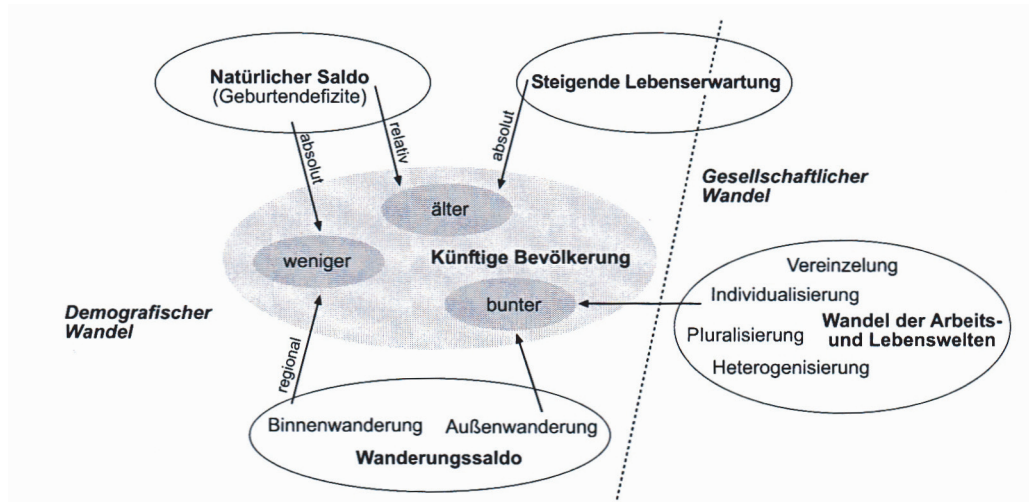 Natürlicher Saldo
(Geburtendefizite)
Steigende Lebenserwartung
absolut
relativ
absolut
Gesellschaftlicher
Wandel
älter
weniger
Künftige Bevölkerung
bunter
Demografischer
Wandel
regional
Vereinzelung
Individualisierung
Pluralisierung
Wandel der Arbeits-
und Lebenswelten
Heterogenisierung
Binnenwanderung
Außenwanderung
Wanderungssaldo